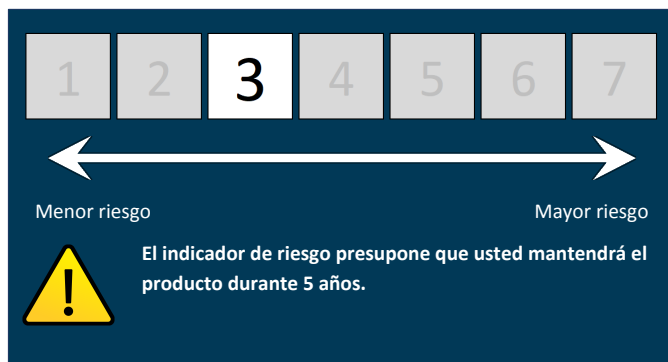 1 2 3 4 5 6 7
Menor riesgo Mayor riesgo
El indicador de riesgo presupone que usted mantendrá el
producto durante 5 años.